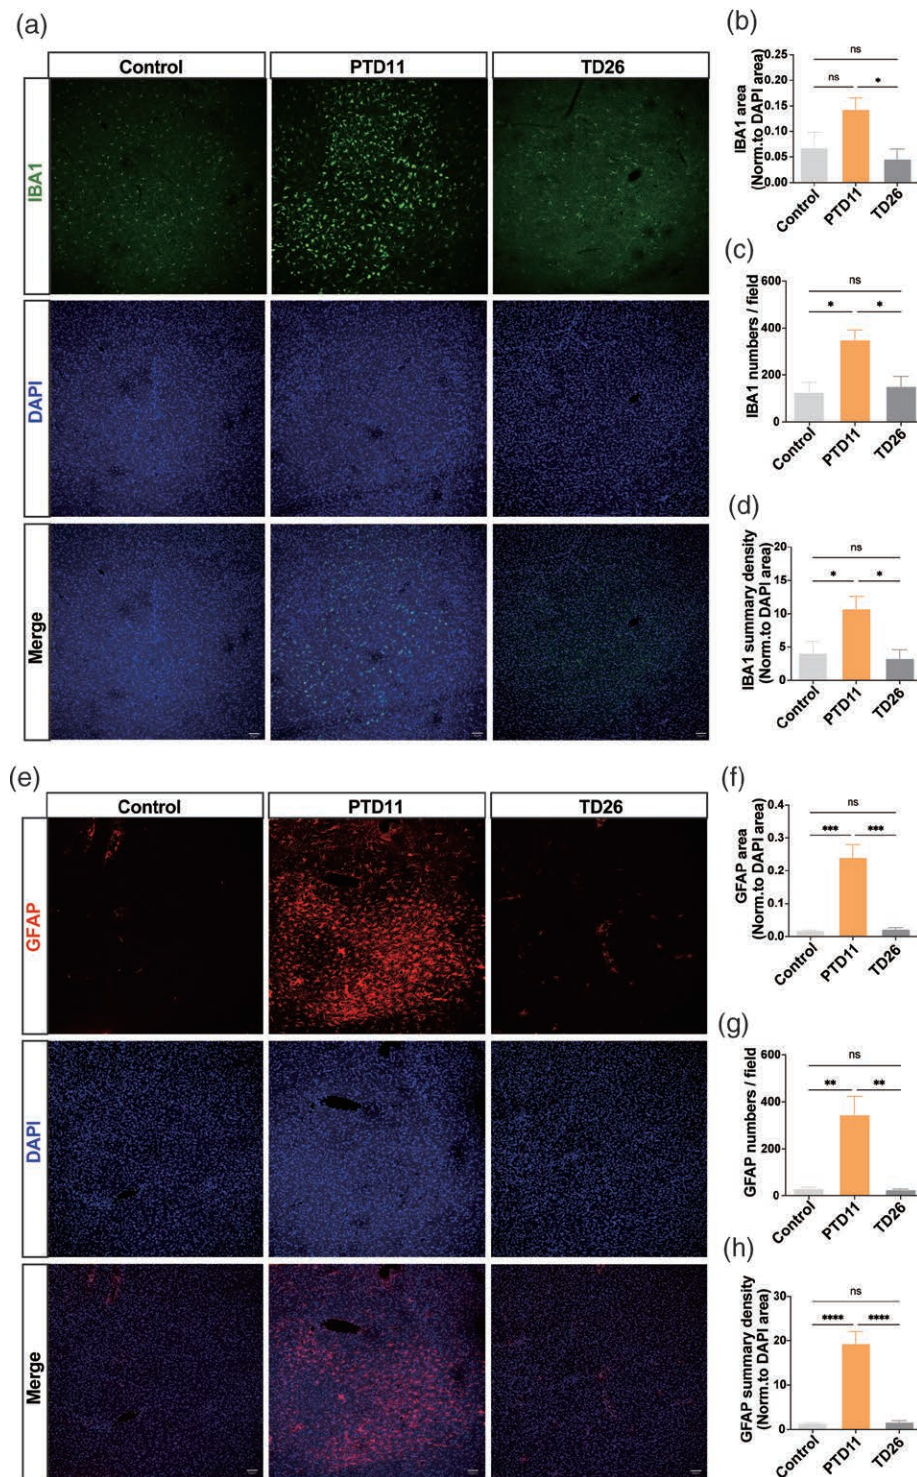 (a)
Control
PTD11
TD26
IBA1
DAPI
Merge
(b)
IBA1 area
(Norm.to DAPI area)
0.25
0.20
0.15
0.10
0.05
0.00
ns
ns
*
Control
PTD11
TD26
(c)
IBA1 numbers / field
600
400
200
0
ns
*
*
Control
PTD11
TD26
(d)
IBA1 summary density
(Norm.to DAPI area)
20
15
10
5
0
ns
*
*
Control
PTD11
TD26
(e)
Control
PTD11
TD26
GFAP
DAPI
Merge
(f)
GFAP area
(Norm.to DAPI area)
0.4
0.3
0.2
0.1
0.0
ns
***
***
Control
PTD11
TD26
(g)
GFAP numbers / field
600
400
200
0
ns
**
**
Control
PTD11
TD26
(h)
GFAP summary density
(Norm.to DAPI area)
30
20
10
0
ns
****
****
Control
PTD11
TD26